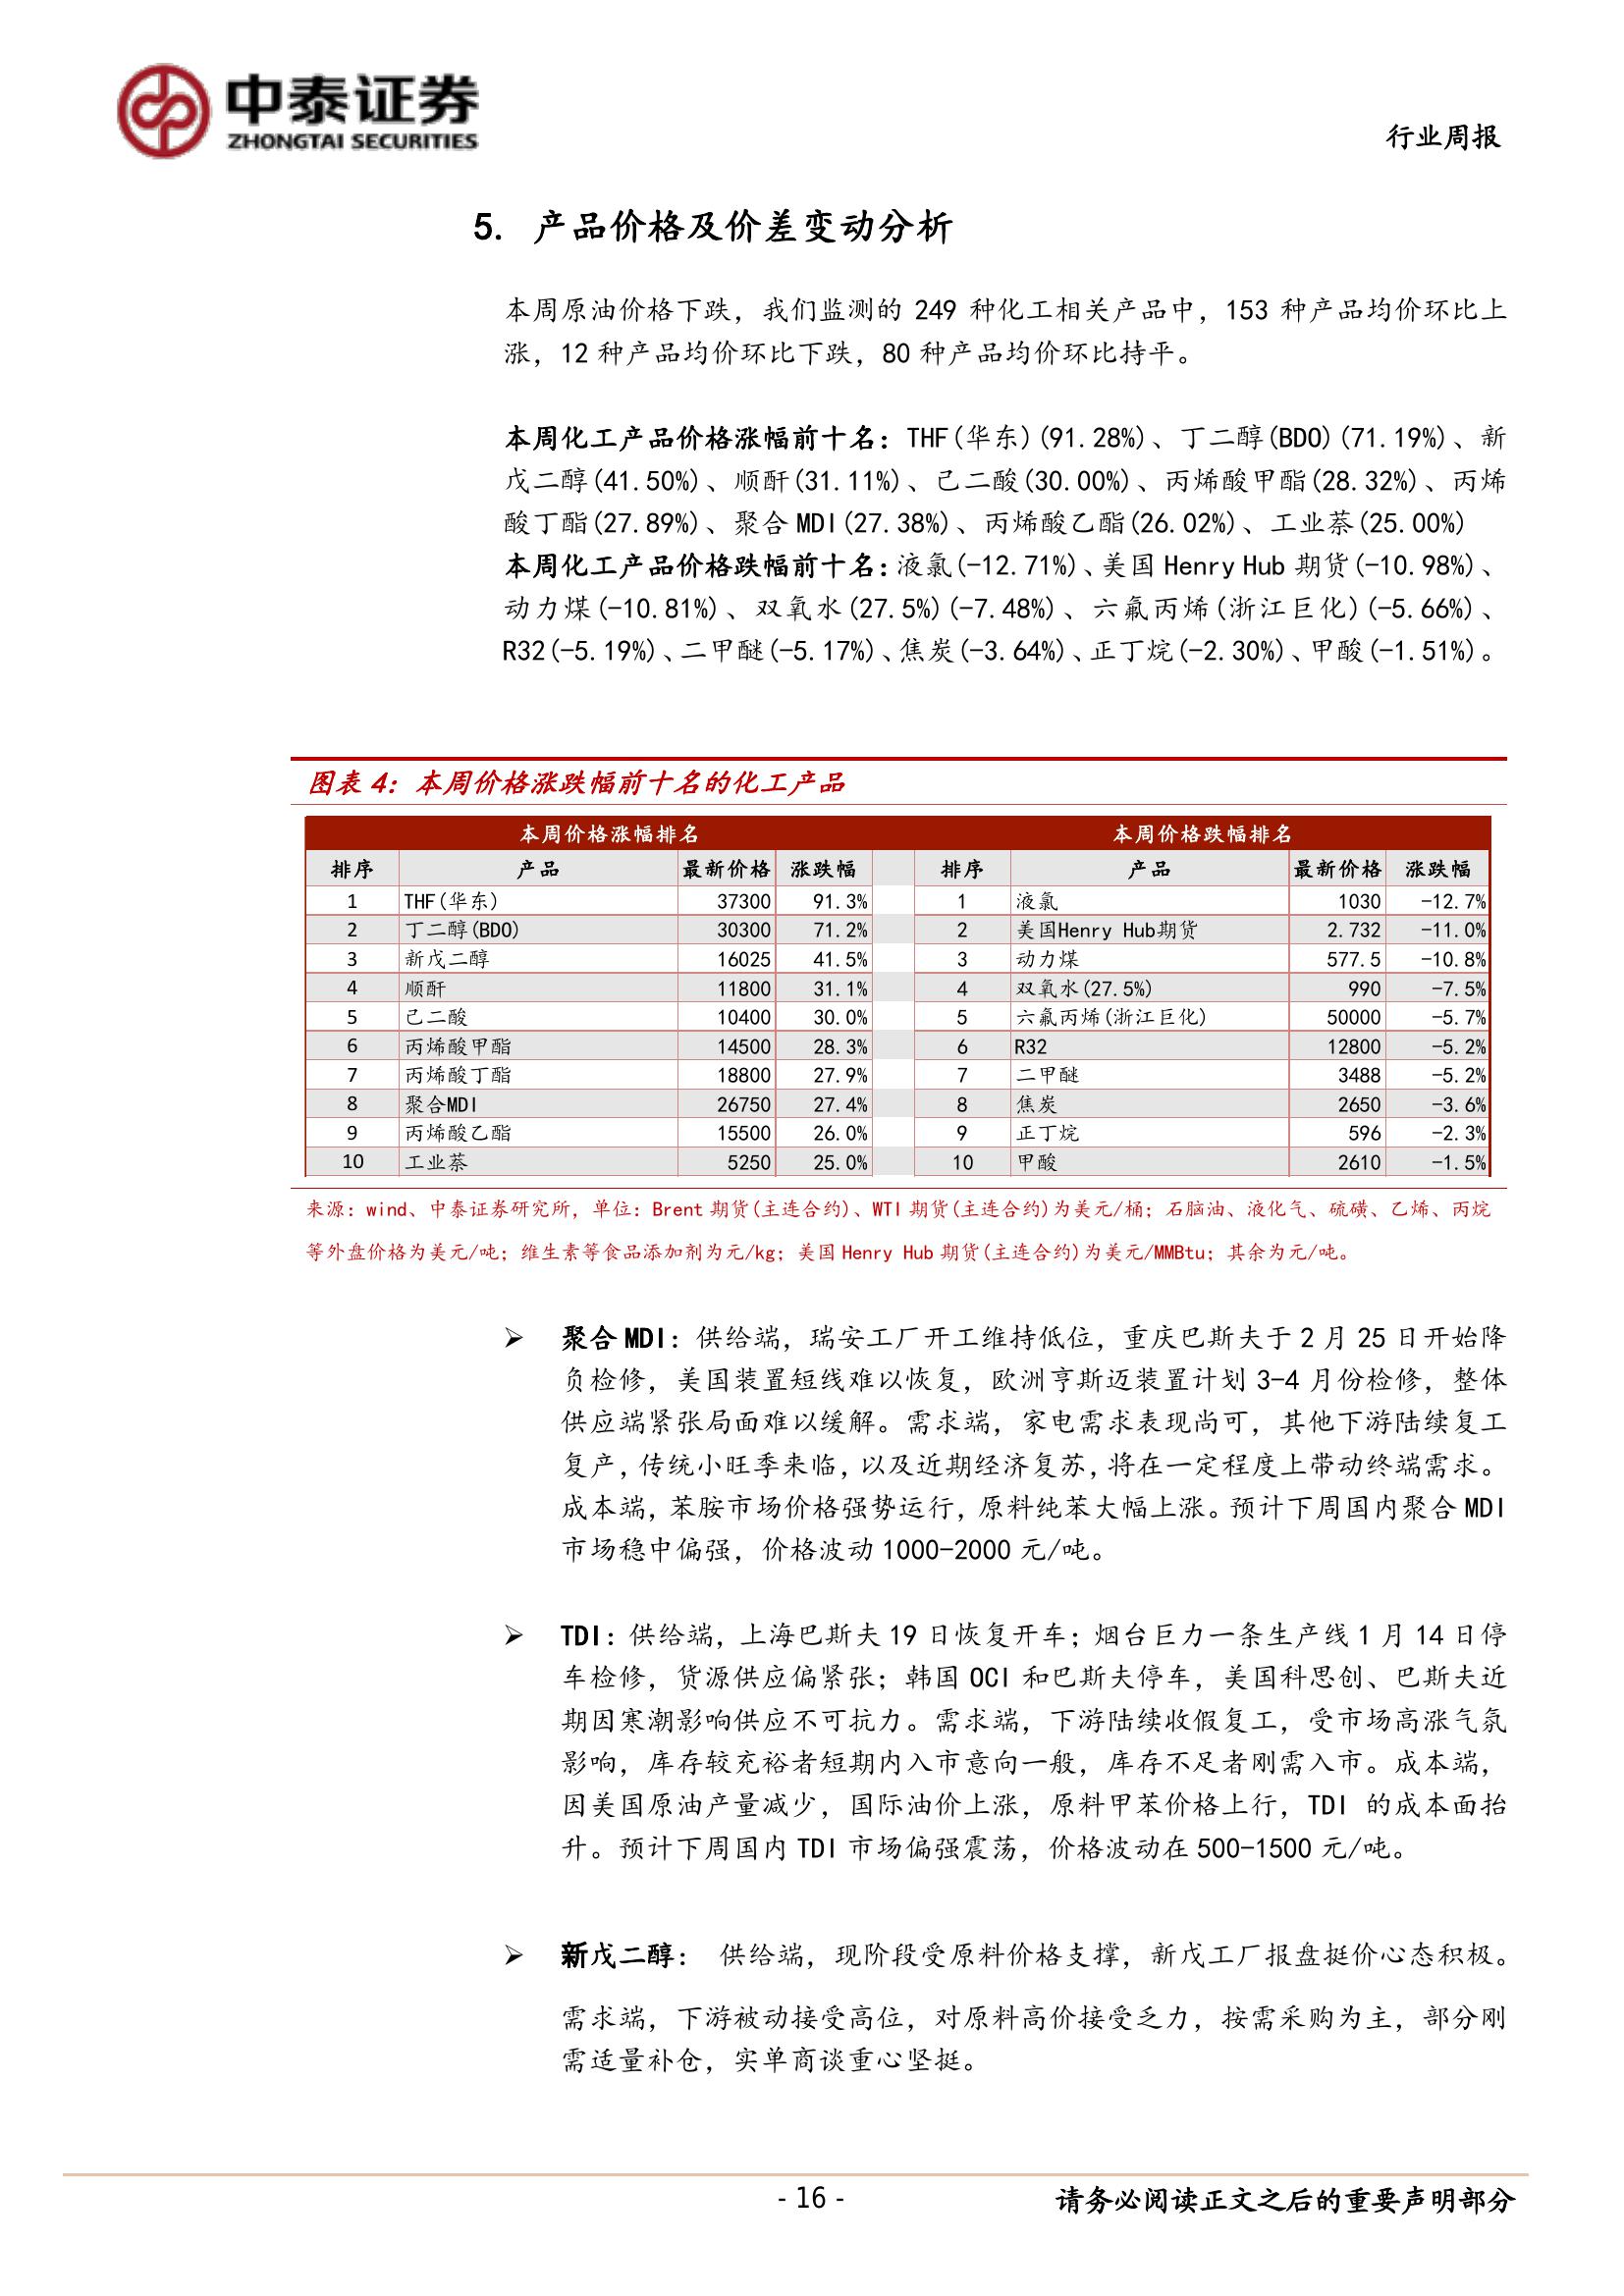 中泰证券
ZHONGTAI SECURITIES
行业周报
5. 产品价格及价差变动分析
本周原油价格下跌，我们监测的 249 种化工相关产品中，153 种产品均价环比上
涨，12 种产品均价环比下跌，80 种产品均价环比持平。
本周化工产品价格涨幅前十名：THF(华东)(91.28%)、丁二醇(BDO)(71.19%)、新
戊二醇(41.50%)、顺酐(31.11%)、己二酸(30.00%)、丙烯酸甲酯(28.32%)、丙烯
酸丁酯(27.89%)、聚合 MDI(27.38%)、丙烯酸乙酯(26.02%)、工业萘(25.00%)
本周化工产品价格跌幅前十名：液氯(-12.71%)、美国 Henry Hub 期货(-10.98%)、
动力煤(-10.81%)、双氧水(27.5%)(-7.48%)、六氟丙烯(浙江巨化)(-5.66%)、
R32(-5.19%)、二甲醚(-5.17%)、焦炭(-3.64%)、正丁烷(-2.30%)、甲酸(-1.51%)。
图表 4：本周价格涨跌幅前十名的化工产品
本周价格涨幅排名 本周价格跌幅排名
排序 产品 最新价格 涨跌幅 排序 产品 最新价格 涨跌幅
1 THF(华东) 37300 91.3% 1 液氯 1030 -12.7%
2 丁二醇(BDO) 30300 71.2% 2 美国Henry Hub期货 2.732 -11.0%
3 新戊二醇 16025 41.5% 3 动力煤 577.5 -10.8%
4 顺酐 11800 31.1% 4 双氧水(27.5%) 990 -7.5%
5 己二酸 10400 30.0% 5 六氟丙烯(浙江巨化) 50000 -5.7%
6 丙烯酸甲酯 14500 28.3% 6 R32 12800 -5.2%
7 丙烯酸丁酯 18800 27.9% 7 二甲醚 3488 -5.2%
8 聚合MDI 26750 27.4% 8 焦炭 2650 -3.6%
9 丙烯酸乙酯 15500 26.0% 9 正丁烷 596 -2.3%
10 工业萘 5250 25.0% 10 甲酸 2610 -1.5%
来源：wind、中泰证券研究所，单位：Brent 期货(主连合约)、WTI 期货(主连合约)为美元/桶；石脑油、液化气、硫磺、乙烯、丙烷
等外盘价格为美元/吨；维生素等食品添加剂为元/kg；美国 Henry Hub 期货(主连合约)为美元/MMBtu；其余为元/吨。
➢ 聚合 MDI：供给端，瑞安工厂开工维持低位，重庆巴斯夫于 2 月 25 日开始降
负检修，美国装置短线难以恢复，欧洲亨斯迈装置计划 3-4 月份检修，整体
供应端紧张局面难以缓解。需求端，家电需求表现尚可，其他下游陆续复工
复产，传统小旺季来临，以及近期经济复苏，将在一定程度上带动终端需求。
成本端，苯胺市场价格强势运行，原料纯苯大幅上涨。预计下周国内聚合 MDI
市场稳中偏强，价格波动 1000-2000 元/吨。
➢ TDI：供给端，上海巴斯夫 19 日恢复开车；烟台巨力一条生产线 1 月 14 日停
车检修，货源供应偏紧张；韩国 OCI 和巴斯夫停车，美国科思创、巴斯夫近
期因寒潮影响供应不可抗力。需求端，下游陆续收假复工，受市场高涨气氛
影响，库存较充裕者短期内入市意向一般，库存不足者刚需入市。成本端，
因美国原油产量减少，国际油价上涨，原料甲苯价格上行，TDI 的成本面抬
升。预计下周国内 TDI 市场偏强震荡，价格波动在 500-1500 元/吨。
➢ 新戊二醇： 供给端，现阶段受原料价格支撑，新戊工厂报盘挺价心态积极。
需求端，下游被动接受高位，对原料高价接受乏力，按需采购为主，部分刚
需适量补仓，实单商谈重心坚挺。
- 16 -
请务必阅读正文之后的重要声明部分